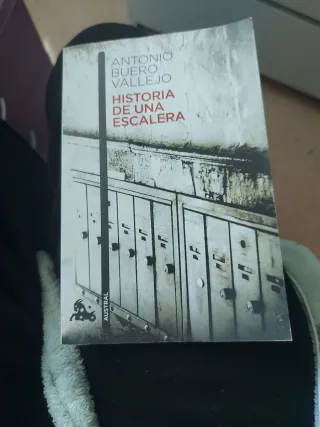 ANTONIO
BUERO
VALLEJO
HISTORIA
DE UNA
ESCALERA
AUSTRAL